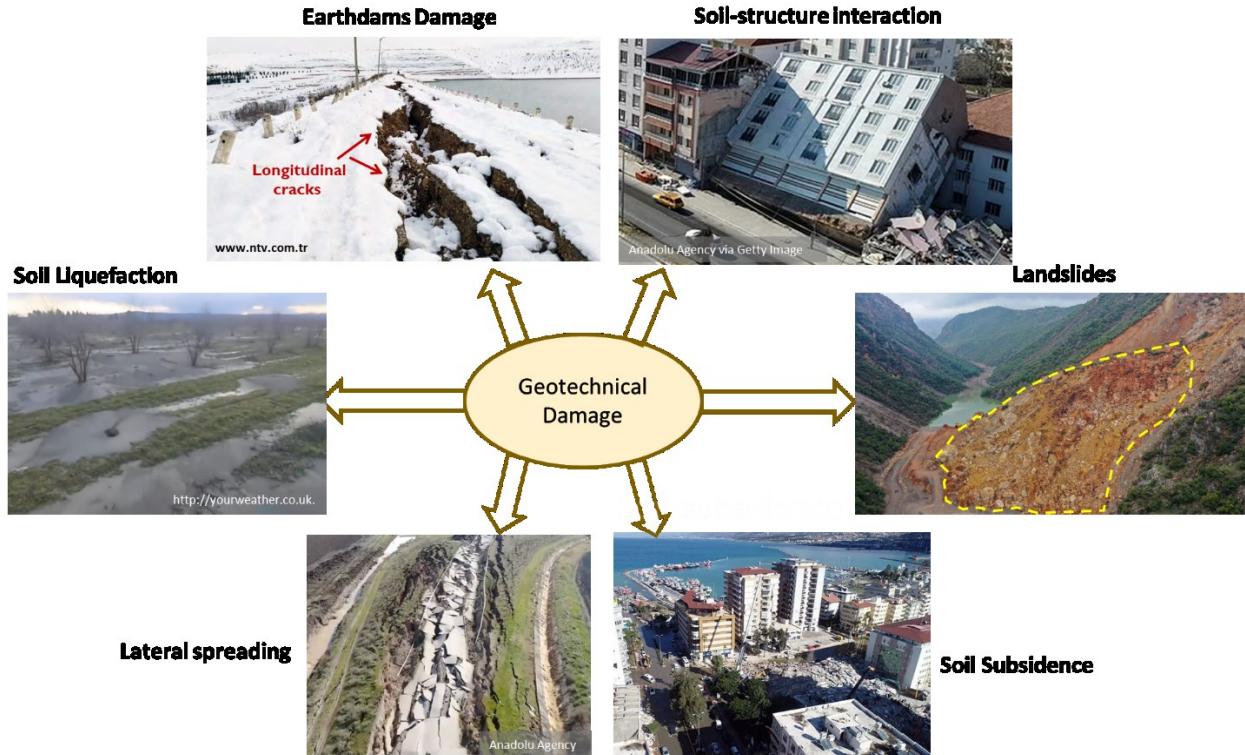 Earthdams Damage
Soil-structure interaction
Longitudinal
cracks
www.ntv.com.tr
Anadolu Agency via Getty Image
Soil Liquefaction
Landslides
Geotechnical
Damage
http://yourweather.co.uk.
Lateral spreading
Anadolu Agency
Soil Subsidence